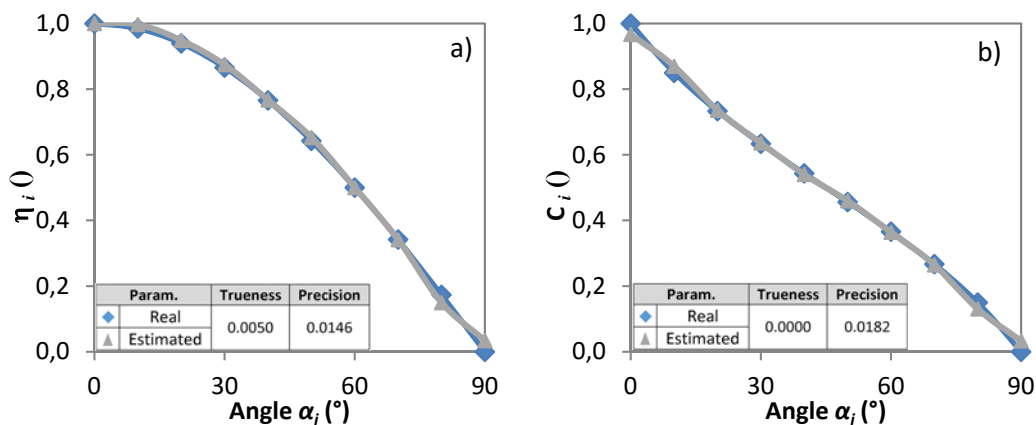 a)
1,0
0,8
0,6
0,4
0,2
0,0
η i ()
Param. Trueness Precision
Real 0.0050 0.0146
Estimated
0 30 60 90
Angle αi (°)
b)
1,0
0,8
0,6
0,4
0,2
0,0
C i ()
Param. Trueness Precision
Real 0.0000 0.0182
Estimated
0 30 60 90
Angle αi (°)